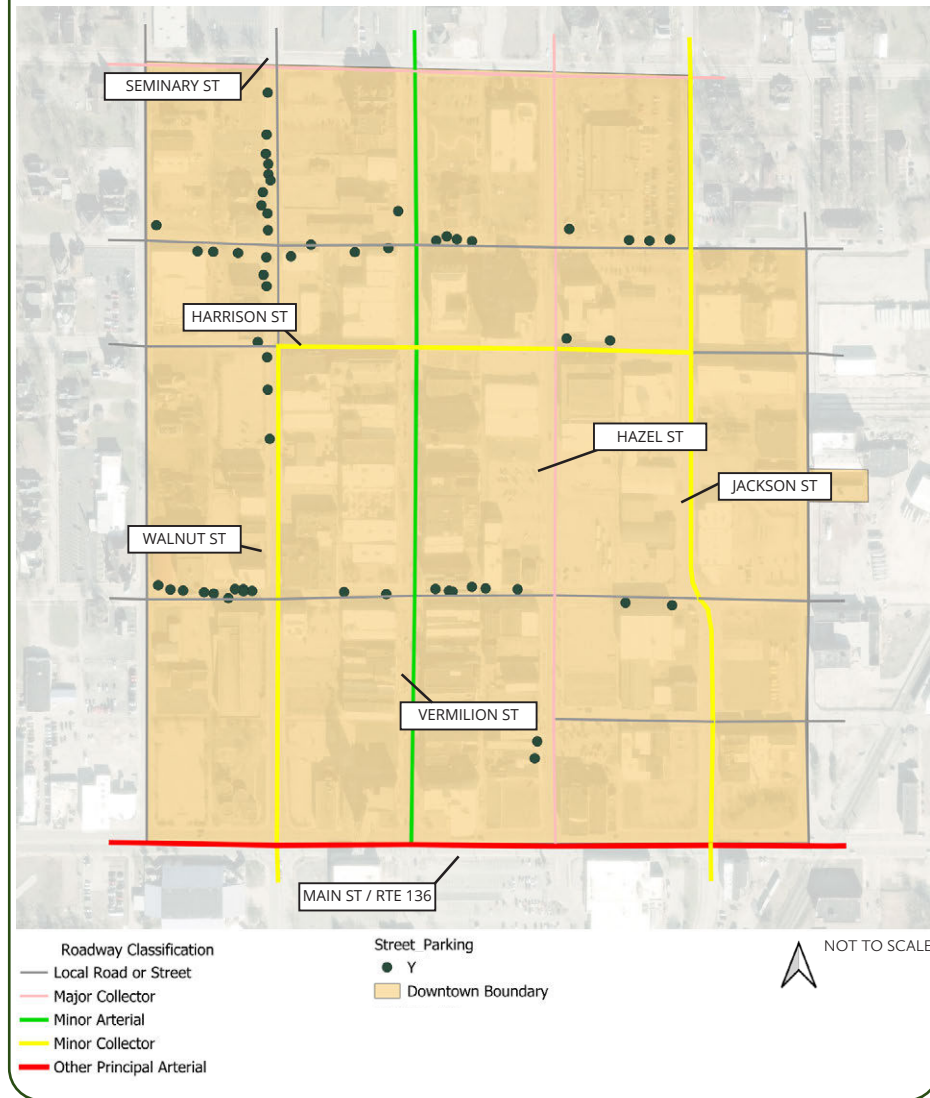 SEMINARY ST
HARRISON ST
HAZEL ST
JACKSON ST
WALNUT ST
VERMILION ST
MAIN ST / RTE 136
Roadway Classification
Local Road or Street
Major Collector
Minor Arterial
Minor Collector
Other Principal Arterial
Street Parking
Y
Downtown Boundary
NOT TO SCALE